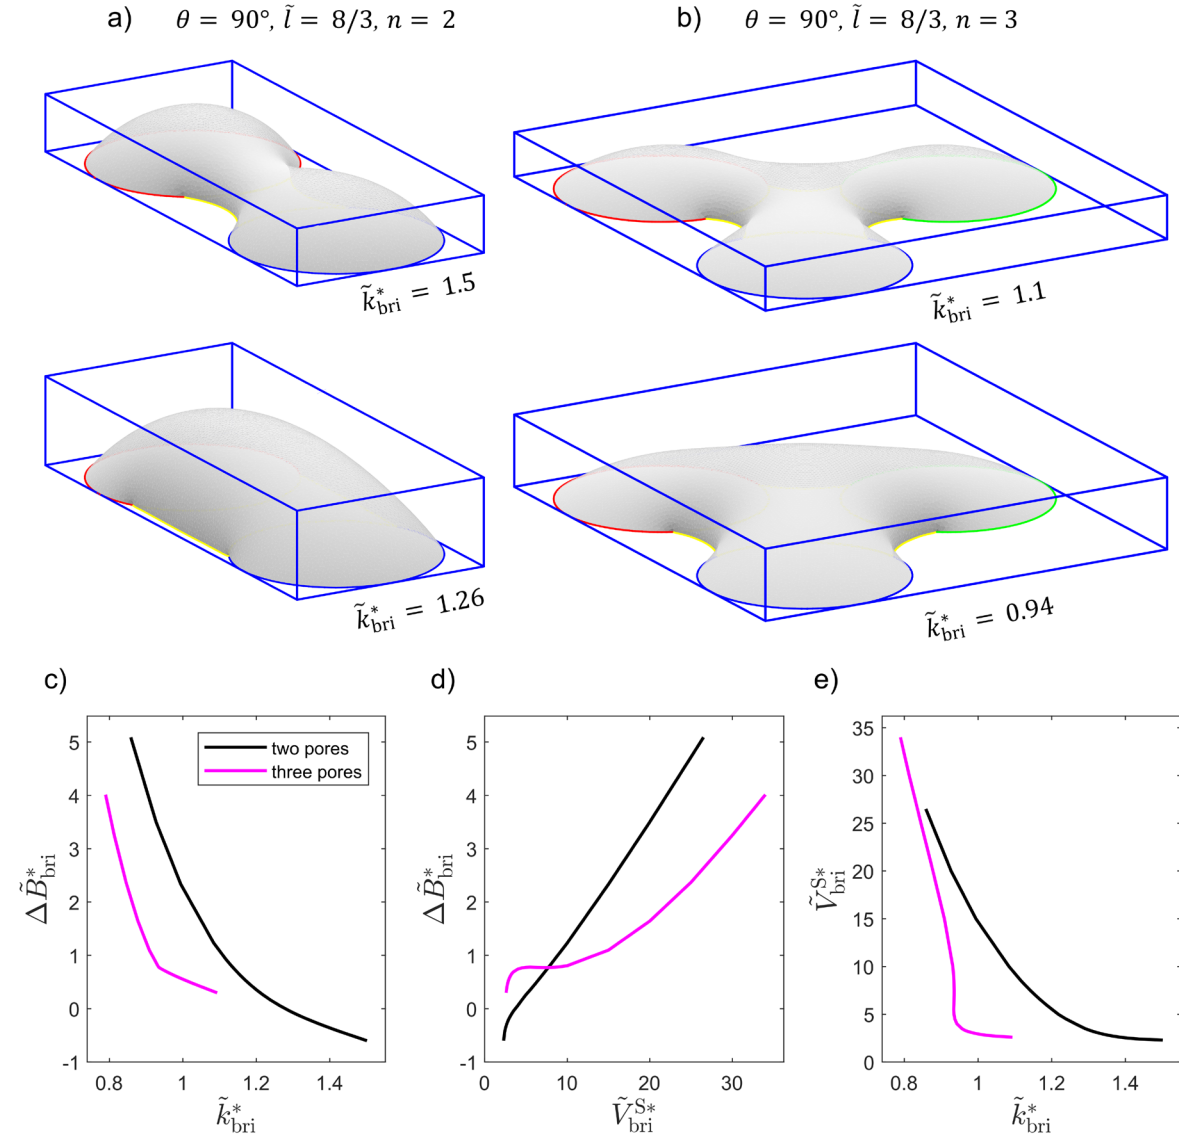 a) θ = 90°, l̃ = 8/3, n = 2
b) θ = 90°, l̃ = 8/3, n = 3
k̃*bri = 1.5
k̃*bri = 1.1
k̃*bri = 1.26
k̃*bri = 0.94
c)
5
4
3
2
1
0
-1
ΔB̃*bri
two pores
three pores
0.8 1 1.2 1.4
k̃*bri
d)
5
4
3
2
1
0
-1
ΔB̃*bri
0 10 20 30
ṼS*bri
e)
35
30
25
20
15
10
5
0
ṼS*bri
0.8 1 1.2 1.4
k̃*bri